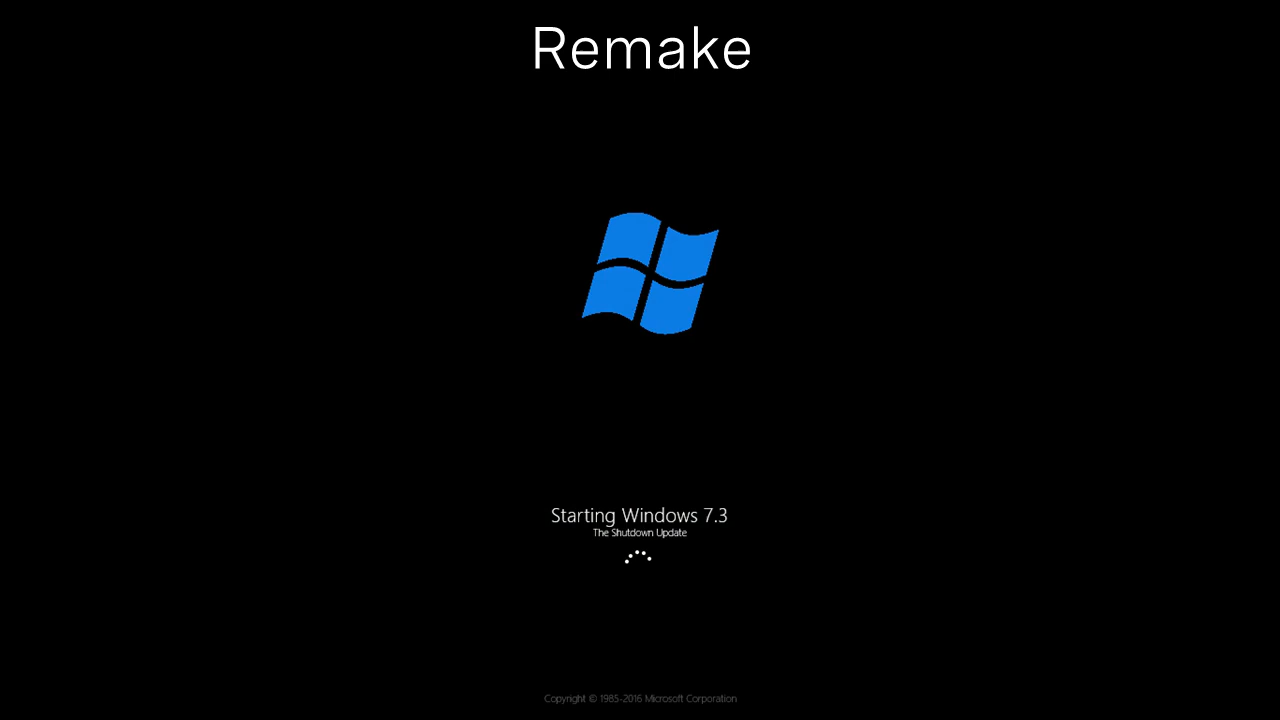 Remake
Starting Windows 7.3
The Shutdown Update
Copyright © 1985-2016 Microsoft Corporation